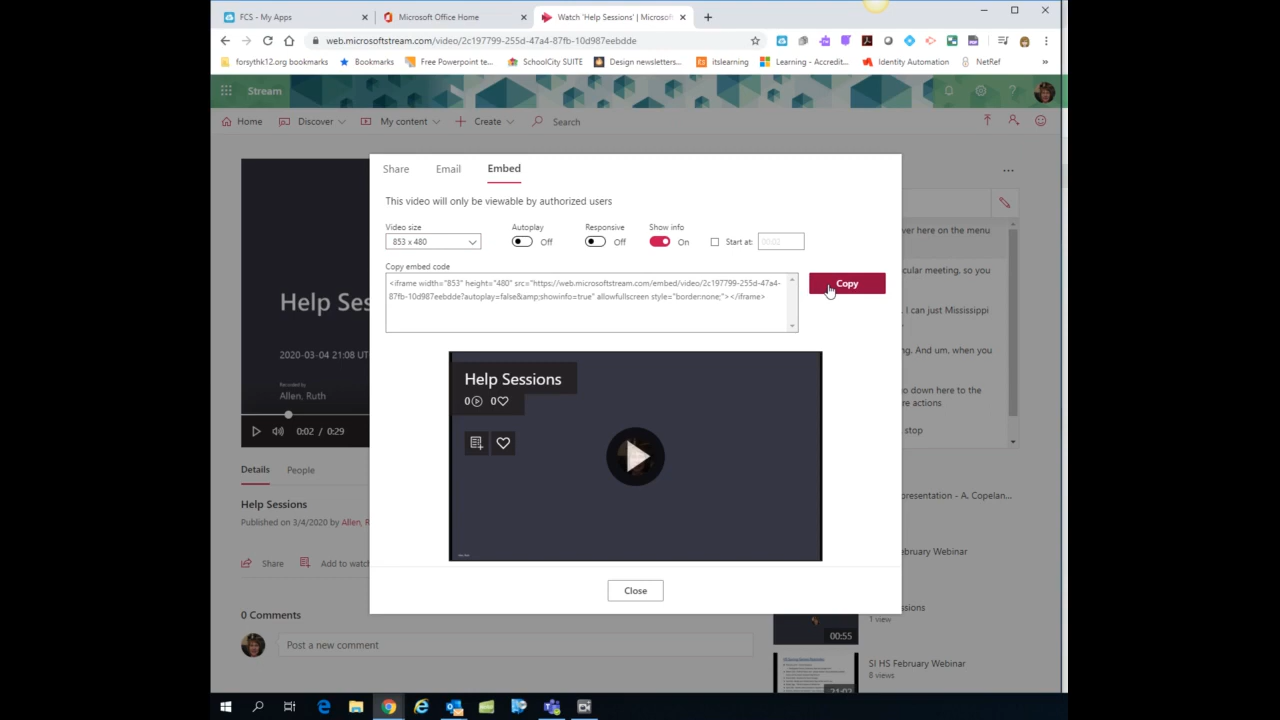 FCS - My Apps
Microsoft Office Home
Watch 'Help Sessions' | Microsof
web.microsoftstream.com/video/2c197799-255d-47a4-87fb-10d987eebdde
forsythk12.org bookmarks
Bookmarks
Free Powerpoint te...
SchoolCity SUITE
Design newsletters...
itslearning
Learning - Accredit...
Identity Automation
NetRef
Stream
Home
Discover
My content
Create
Search
Share
Email
Embed
This video will only be viewable by authorized users
Video size
Autoplay
Responsive
Show info
853 x 480
Off
Off
On
Start at:
00:02
Copy embed code
<iframe width="853" height="480" src="https://web.microsoftstream.com/embed/video/2c197799-255d-47a4-
87fb-10d987eebdde?autoplay=false&amp;showinfo=true" allowfullscreen style="border:none;"></iframe>
Copy
Help Sessions
0
0
Close
Help Ses
2020-03-04 21:08 UT
Recorded by
Allen, Ruth
0:02 / 0:29
Details
People
Help Sessions
Published on 3/4/2020 by Allen, R
Share
Add to watch
0 Comments
Post a new comment
ver here on the menu
cular meeting, so you
I can just Mississippi
ng. And um, when you
o down here to the
re actions
stop
presentation - A. Copelan...
ebruary Webinar
sions
1 view
00:55
SI HS February Webinar
8 views
21:02